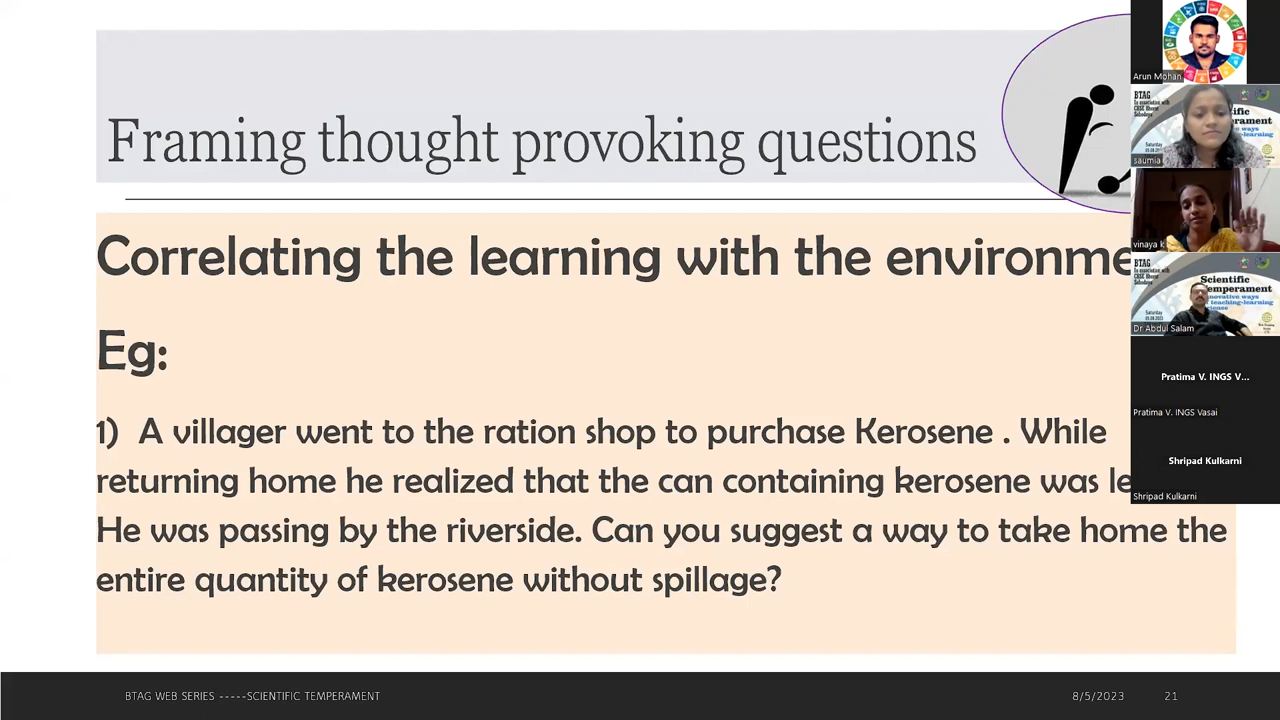 Framing thought provoking questions
Correlating the learning with the environme
Eg:
1) A villager went to the ration shop to purchase Kerosene . While
returning home he realized that the can containing kerosene was le
He was passing by the riverside. Can you suggest a way to take home the
entire quantity of kerosene without spillage?
BTAG WEB SERIES -----SCIENTIFIC TEMPERAMENT
8/5/2023
21
Arun Mohan
BTAG
saumia
vinaya k
BTAG
Scientific
Temperament
Dr Abdul Salam
Pratima V. INGS V...
Pratima V. INGS Vasai
Shripad Kulkarni
Shripad Kulkarni